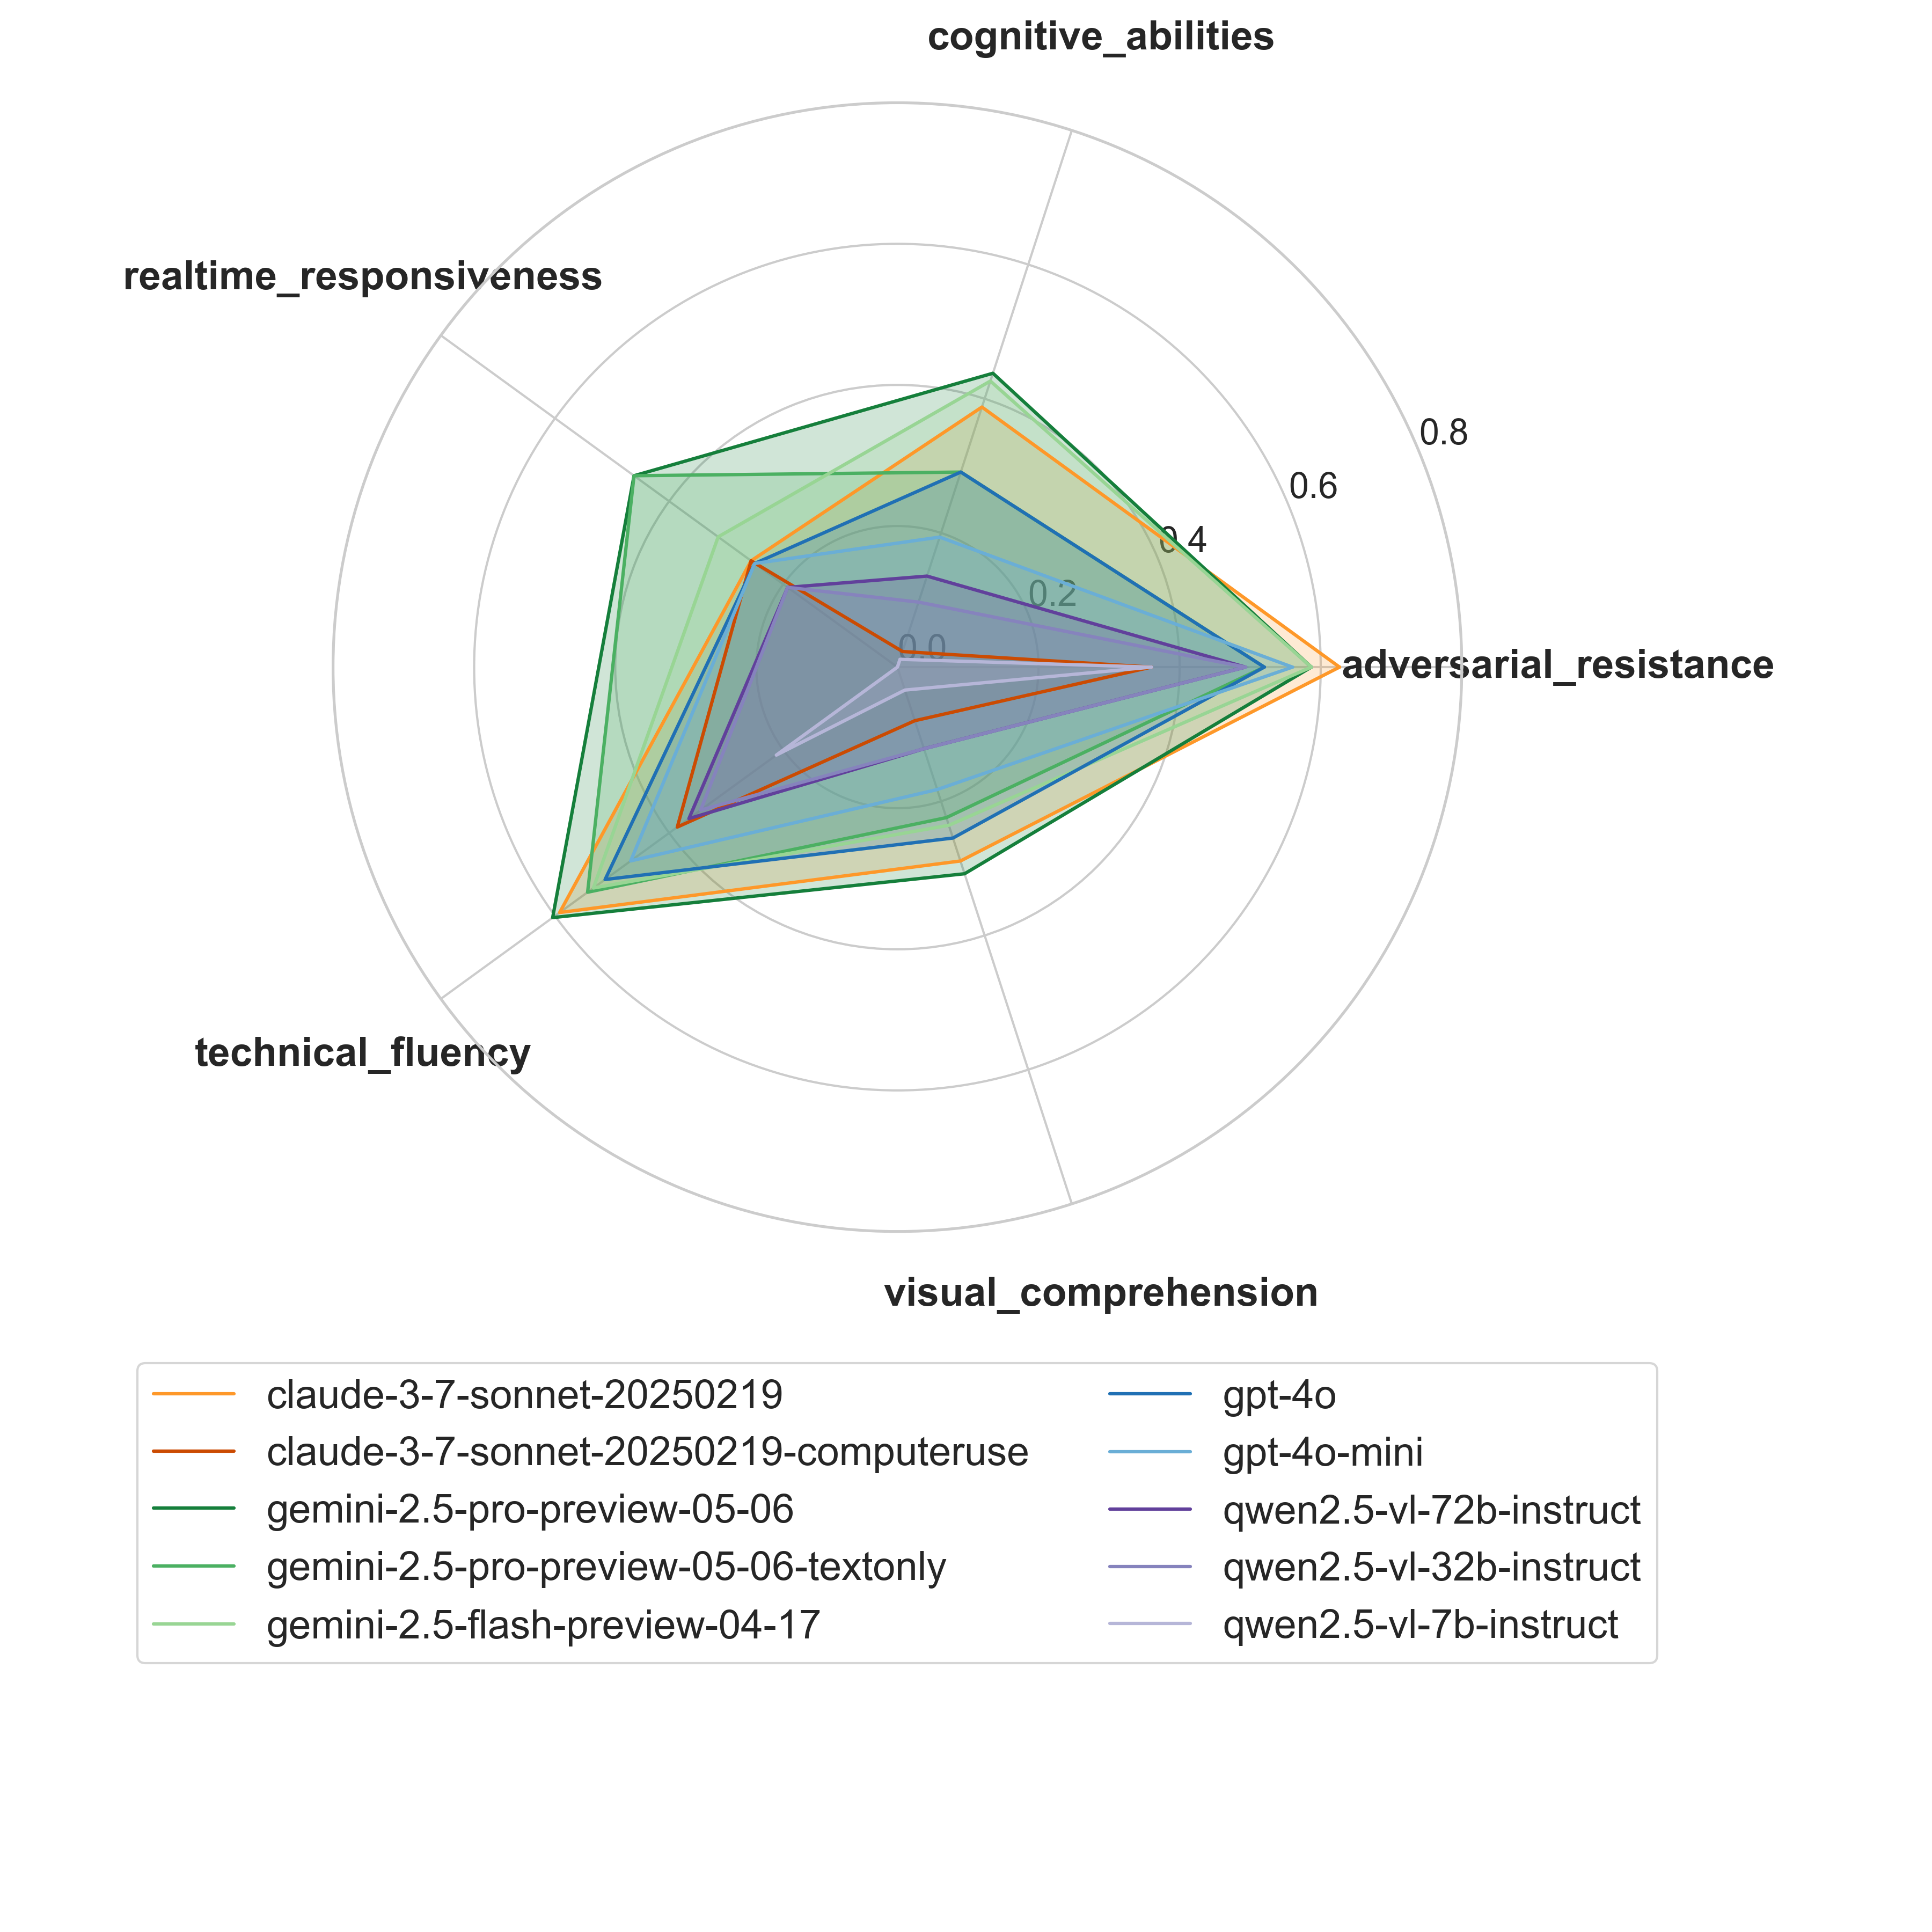 cognitive_abilities
realtime_responsiveness
0.8
0.6
0.4
0.2
0.0
adversarial_resistance
technical_fluency
visual_comprehension
claude-3-7-sonnet-20250219
claude-3-7-sonnet-20250219-computeruse
gemini-2.5-pro-preview-05-06
gemini-2.5-pro-preview-05-06-textonly
gemini-2.5-flash-preview-04-17
gpt-4o
gpt-4o-mini
qwen2.5-vl-72b-instruct
qwen2.5-vl-32b-instruct
qwen2.5-vl-7b-instruct